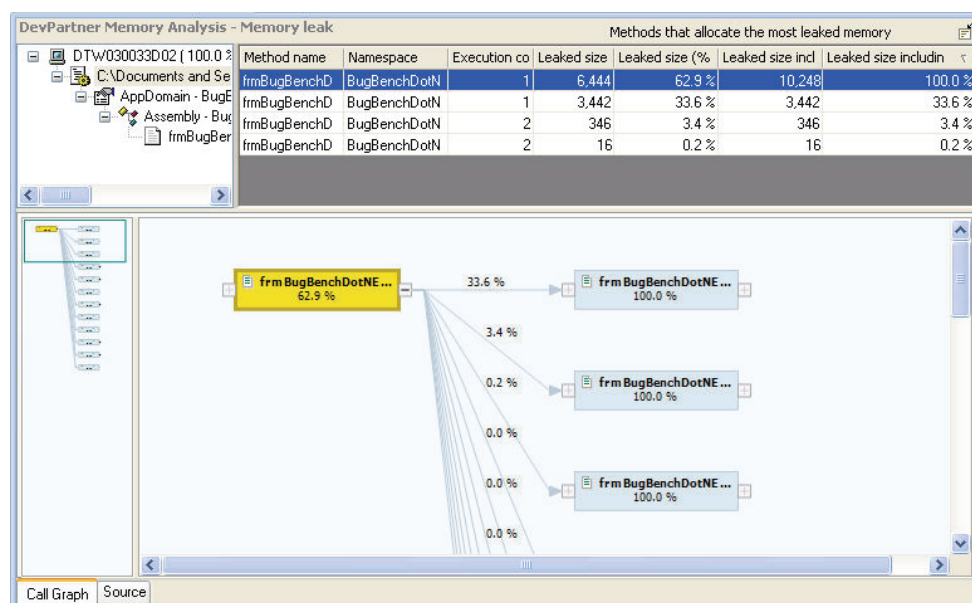 DevPartner Memory Analysis - Memory leak
Methods that allocate the most leaked memory
DTW030033D02 ( 100.0 %
C:\Documents and Se
AppDomain - BugE
Assembly - Bug
frmBugBer
Method name Namespace Execution co Leaked size Leaked size (% Leaked size incl Leaked size includin
frmBugBenchD BugBenchDotN 1 6,444 62.9 % 10,248 100.0 %
frmBugBenchD BugBenchDotN 1 3,442 33.6 % 3,442 33.6 %
frmBugBenchD BugBenchDotN 2 346 3.4 % 346 3.4 %
frmBugBenchD BugBenchDotN 2 16 0.2 % 16 0.2 %
frmBugBenchDotNE...
62.9 %
33.6 %
frmBugBenchDotNE...
100.0 %
3.4 %
0.2 %
frmBugBenchDotNE...
100.0 %
0.0 %
0.0 %
frmBugBenchDotNE...
100.0 %
0.0 %
Call Graph Source